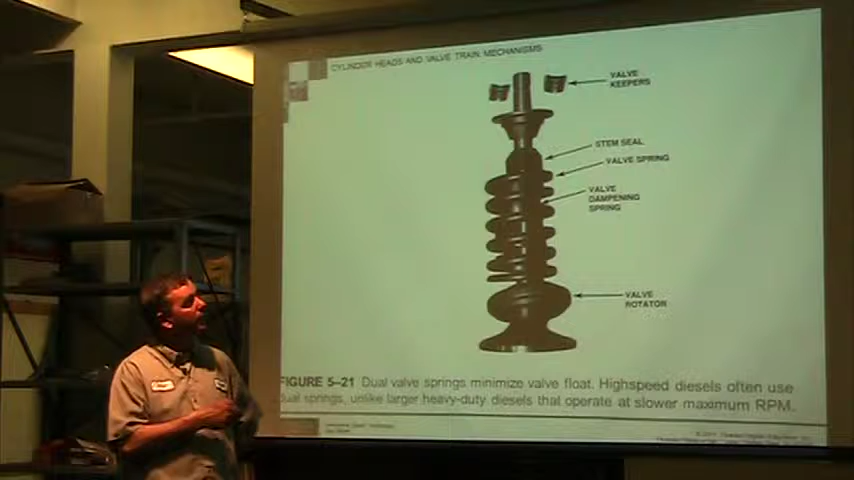 CYLINDER HEADS AND VALVE TRAIN MECHANISMS
VALVE
KEEPERS
STEM SEAL
VALVE SPRING
VALVE
DAMPENING
SPRING
VALVE
ROTATOR
FIGURE 5–21 Dual valve springs minimize valve float. Highspeed diesels often use
dual springs, unlike larger heavy-duty diesels that operate at slower maximum RPM.